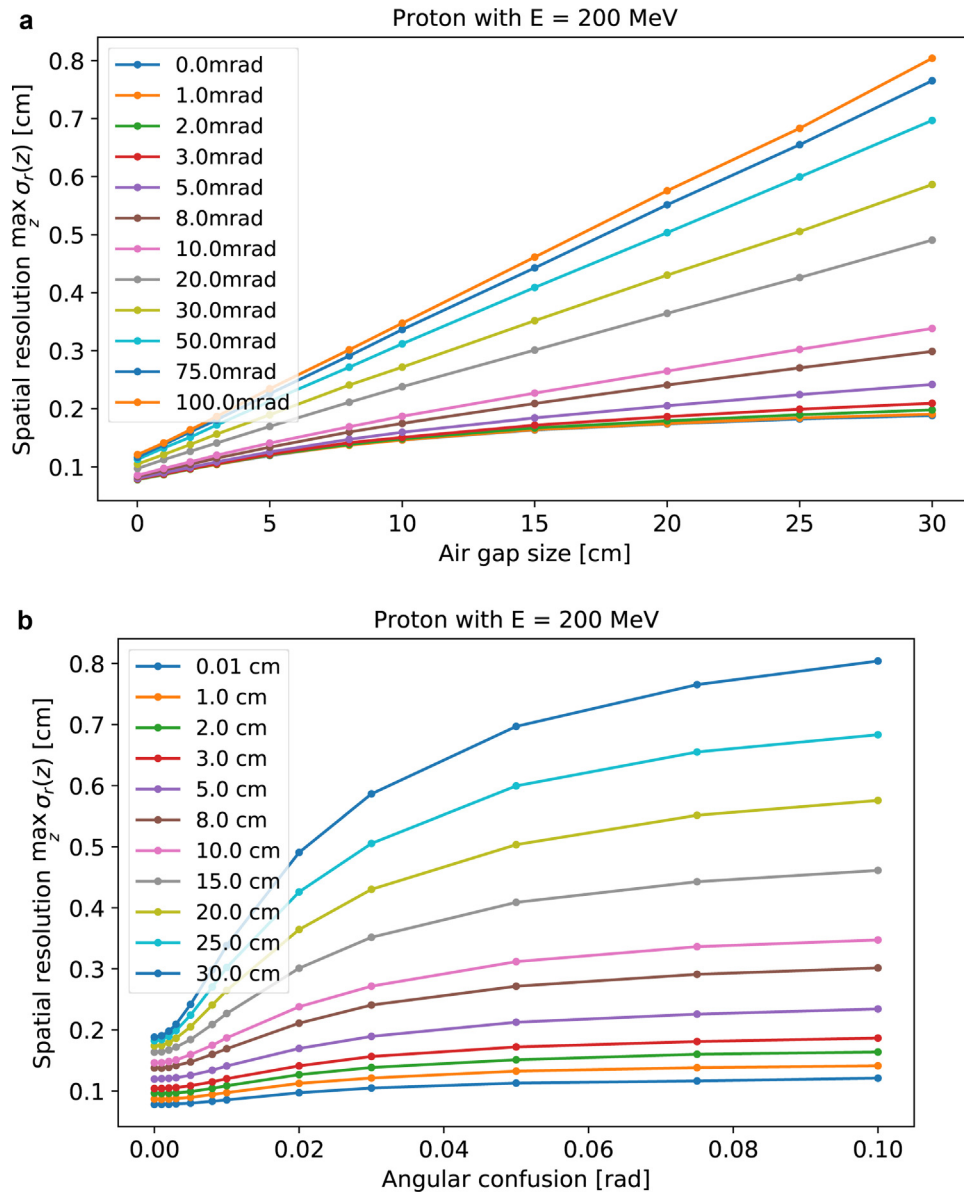 a
Proton with E = 200 MeV
Spatial resolution max σr(z) [cm]
z
0.8
0.7
0.6
0.5
0.4
0.3
0.2
0.1
0.0mrad
1.0mrad
2.0mrad
3.0mrad
5.0mrad
8.0mrad
10.0mrad
20.0mrad
30.0mrad
50.0mrad
75.0mrad
100.0mrad
0 5 10 15 20 25 30
Air gap size [cm]
b
Proton with E = 200 MeV
Spatial resolution max σr(z) [cm]
z
0.8
0.7
0.6
0.5
0.4
0.3
0.2
0.1
0.01 cm
1.0 cm
2.0 cm
3.0 cm
5.0 cm
8.0 cm
10.0 cm
15.0 cm
20.0 cm
25.0 cm
30.0 cm
0.00 0.02 0.04 0.06 0.08 0.10
Angular confusion [rad]